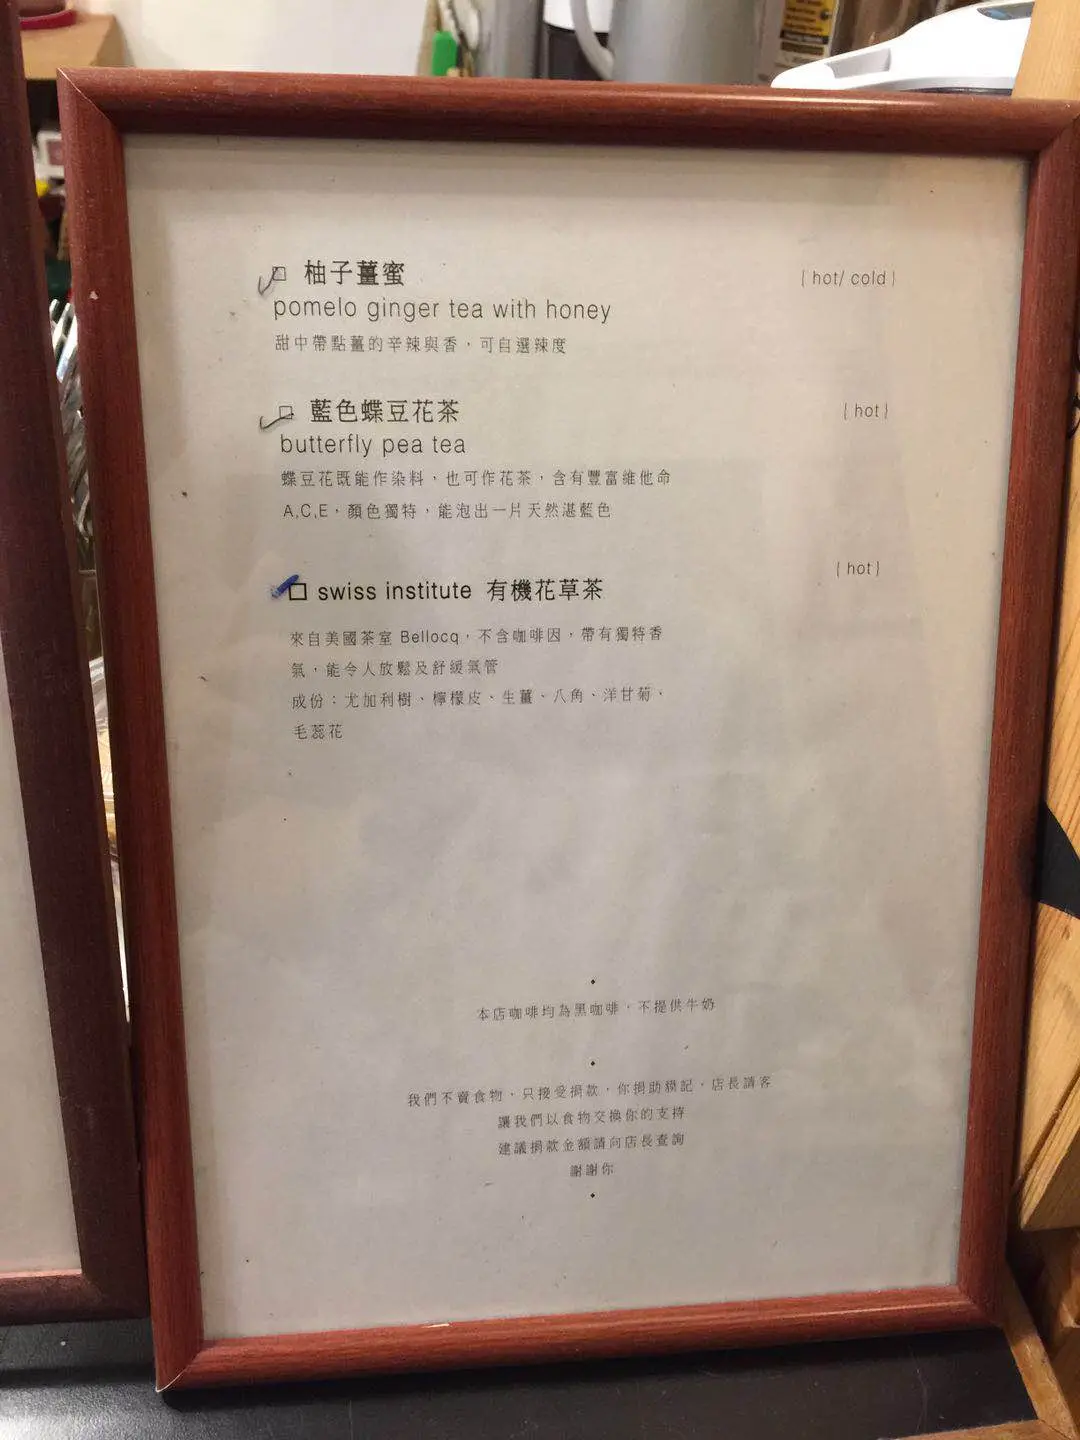 柚子薑蜜
{ hot/ cold }
pomelo ginger tea with honey
甜中帶點薑的辛辣與香，可自選辣度
藍色蝶豆花茶
{ hot }
butterfly pea tea
蝶豆花既能作染料，也可作花茶，含有豐富維他命
A,C,E，顏色獨特，能泡出一片天然湛藍色
{ hot }
swiss institute 有機花草茶
來自美國茶室 Bellocq，不含咖啡因，帶有獨特香
氣，能令人放鬆及舒緩氣管
成份：尤加利樹、檸檬皮、生薑、八角、洋甘菊、
毛蕊花
本店咖啡均為黑咖啡，不提供牛奶
我們不賣食物，只接受捐款，你捐助，店長請客
讓我們以食物交換你的支持
建議捐款金額請向店長查詢
謝謝你